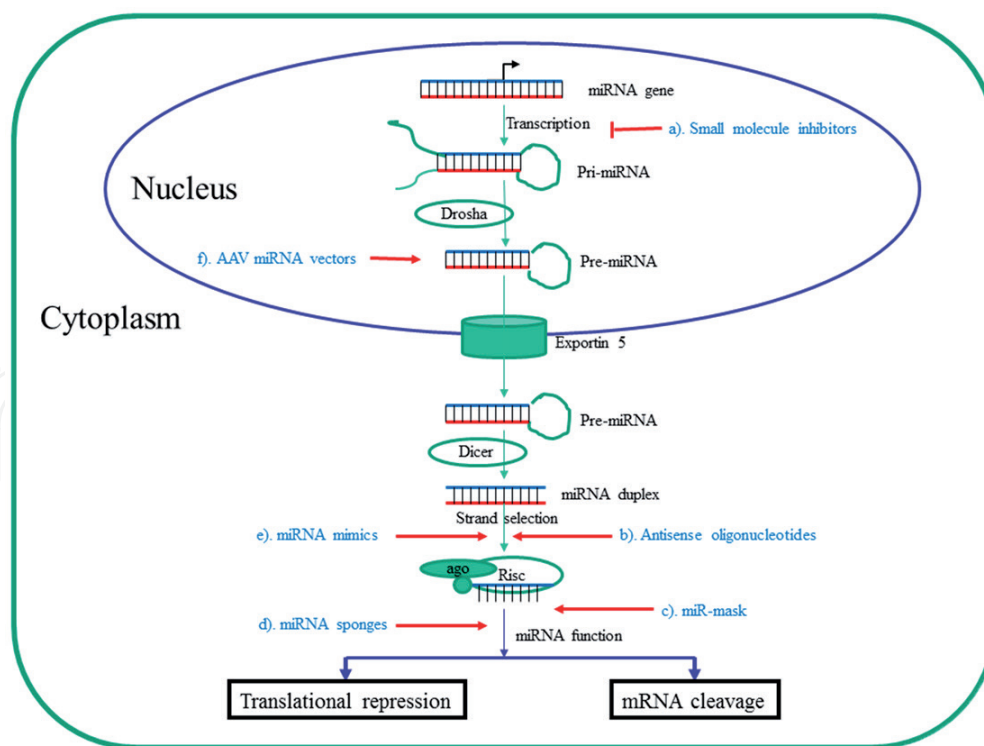 miRNA gene
Transcription
a). Small molecule inhibitors
Pri-miRNA
Nucleus
Drosha
f). AAV miRNA vectors
Pre-miRNA
Cytoplasm
Exportin 5
Pre-miRNA
Dicer
miRNA duplex
Strand selection
e). miRNA mimics
b). Antisense oligonucleotides
ago
Risc
c). miR-mask
d). miRNA sponges
miRNA function
Translational repression
mRNA cleavage